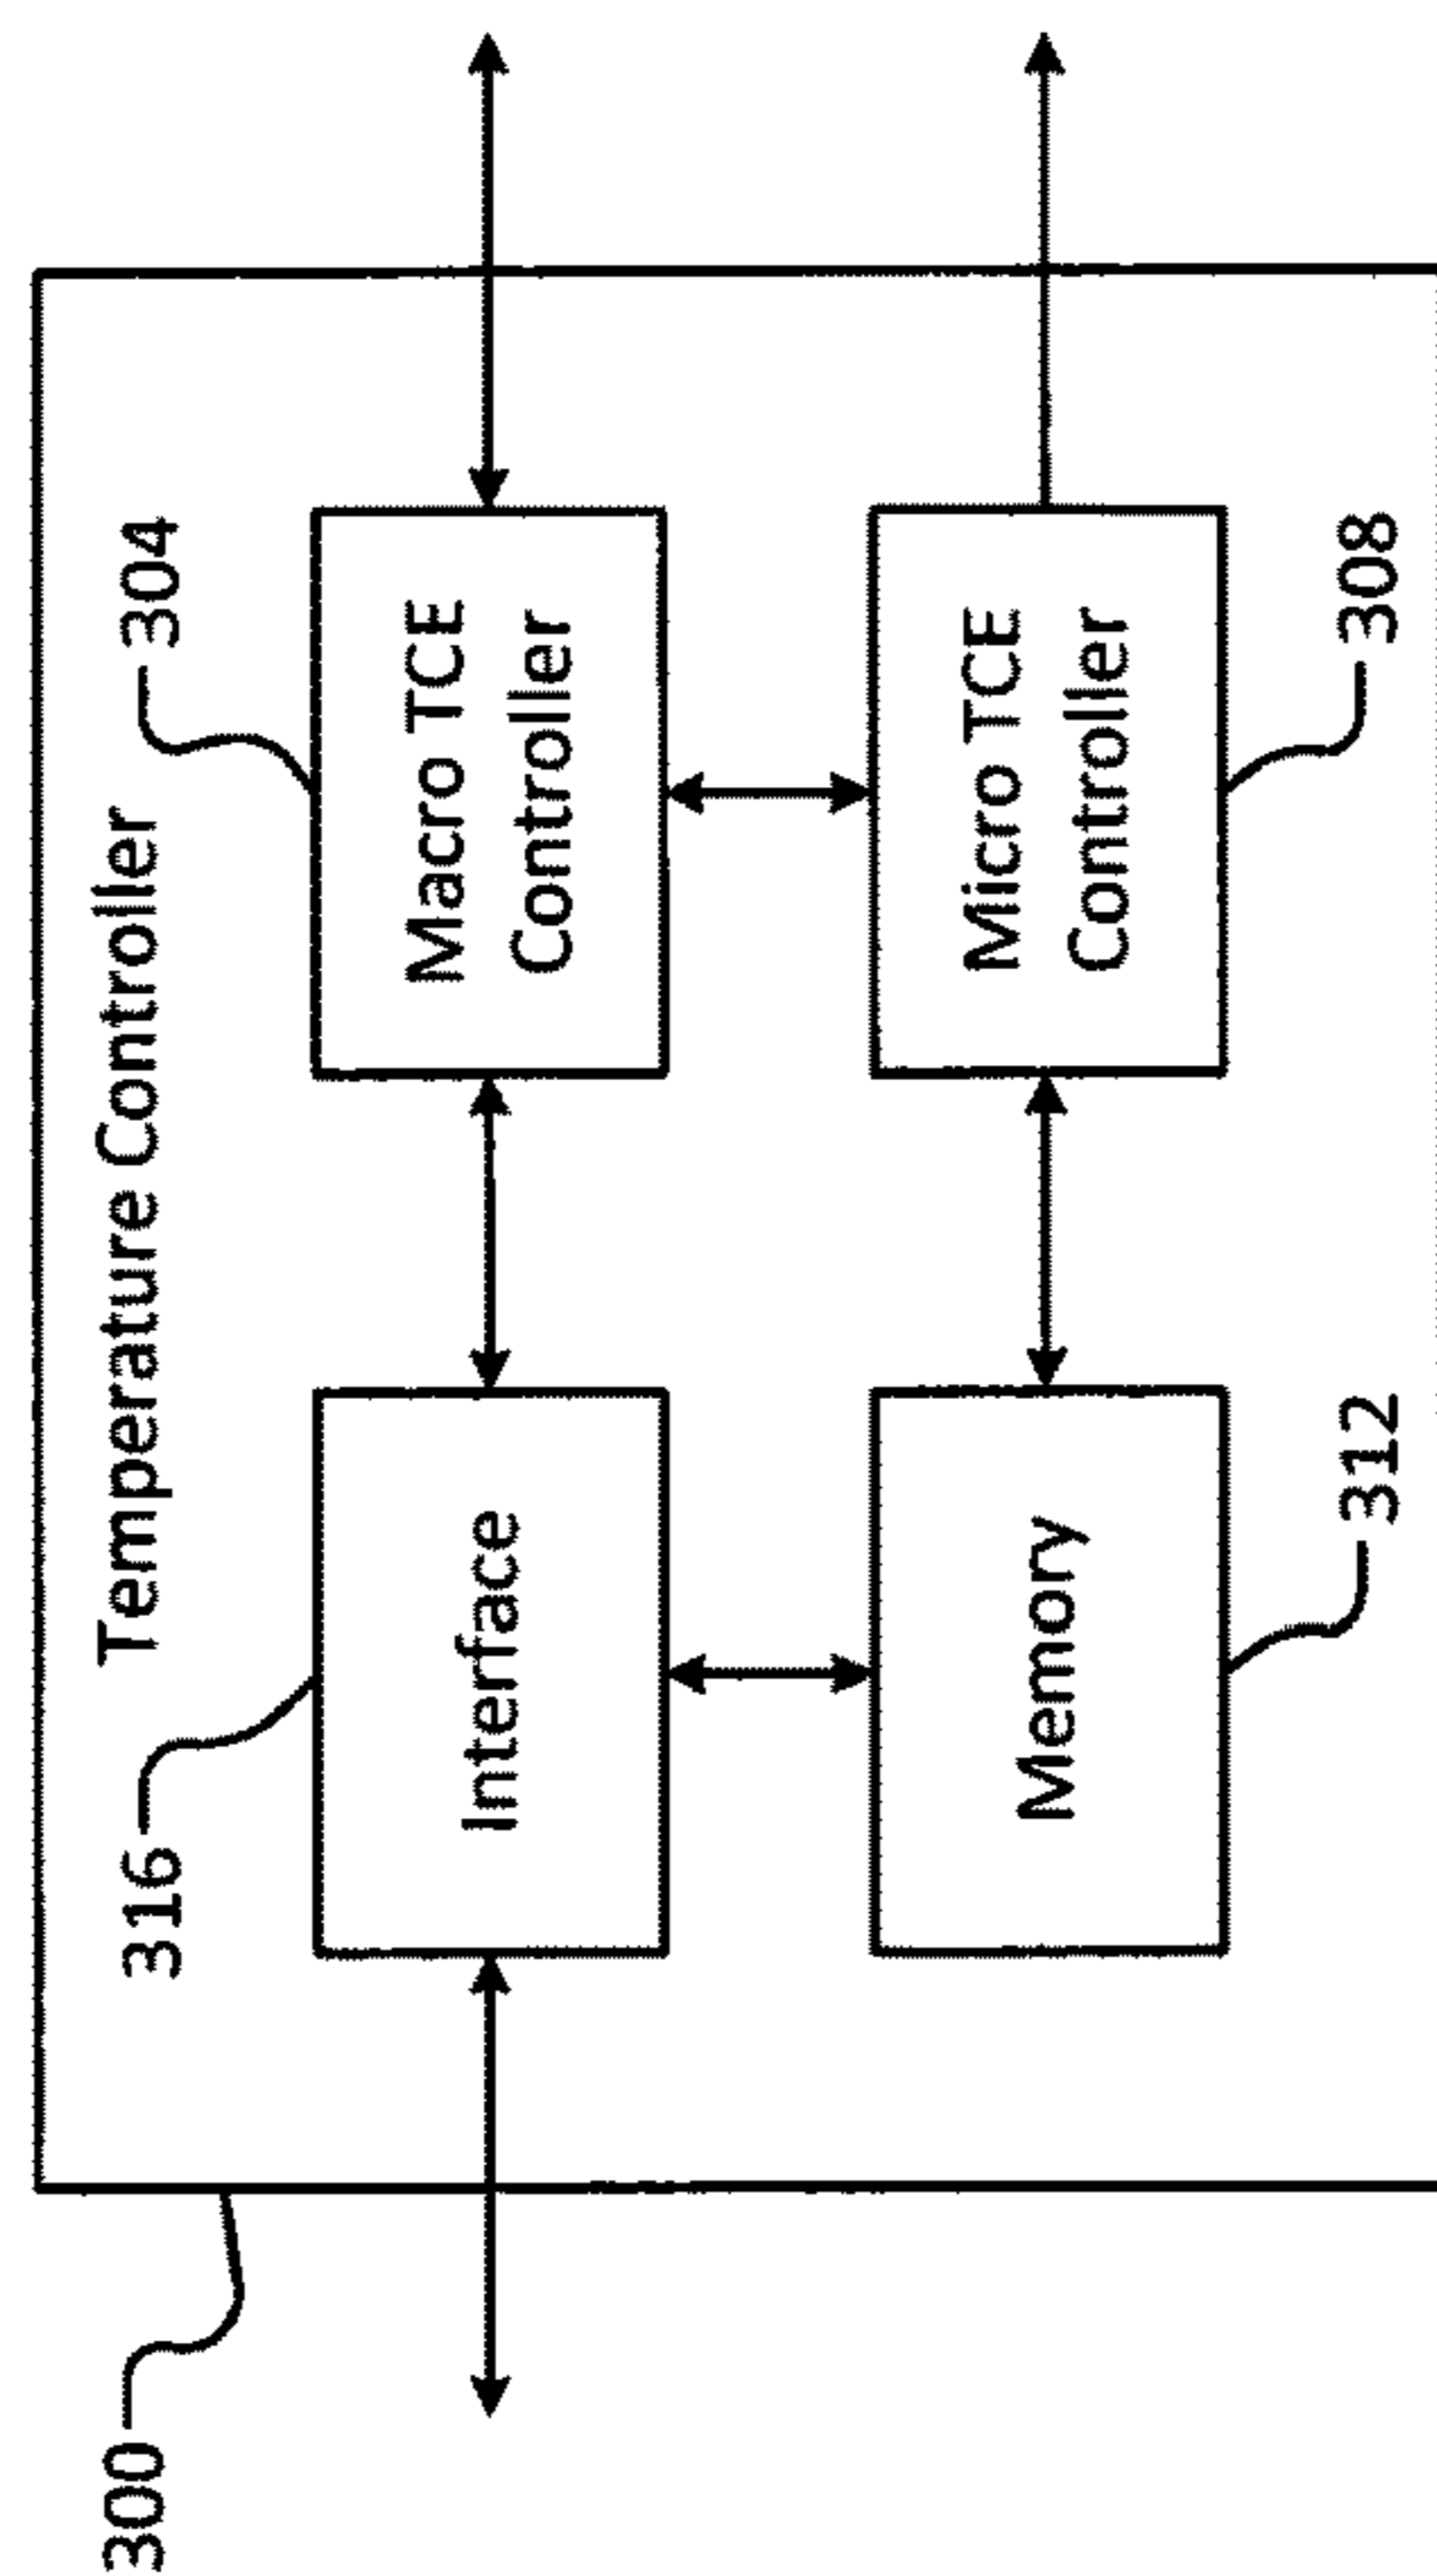 300
Temperature Controller
316
304
Interface
Macro TCE
Controller
Memory
Micro TCE
Controller
312
308